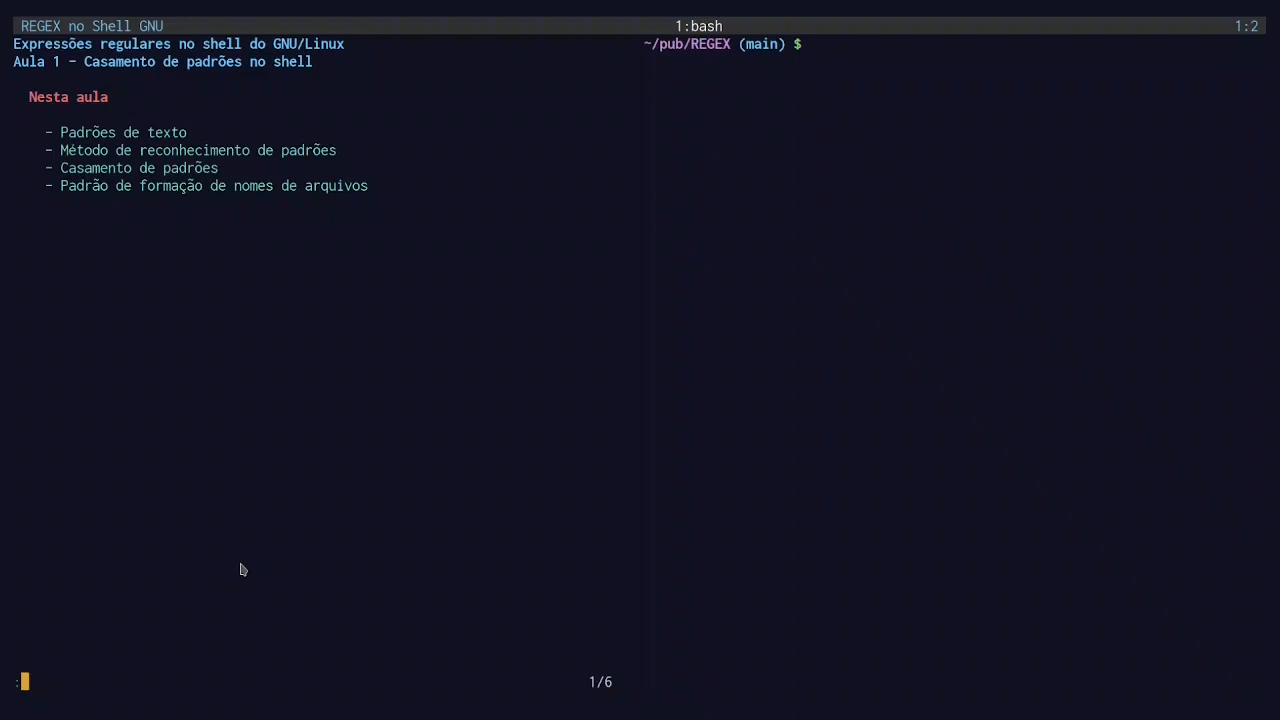 REGEX no Shell GNU 1:bash 1:2
Expressões regulares no shell do GNU/Linux
Aula 1 - Casamento de padrões no shell
Nesta aula
- Padrões de texto
- Método de reconhecimento de padrões
- Casamento de padrões
- Padrão de formação de nomes de arquivos
: 1/6
~/pub/REGEX (main) $